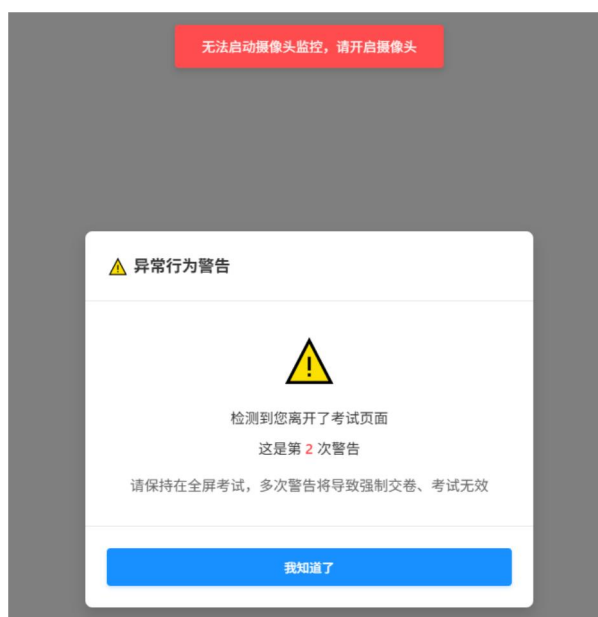 无法启动摄像头监控，请开启摄像头
异常行为警告
检测到您离开了考试页面
这是第 2 次警告
请保持在全屏考试，多次警告将导致强制交卷、考试无效
我知道了